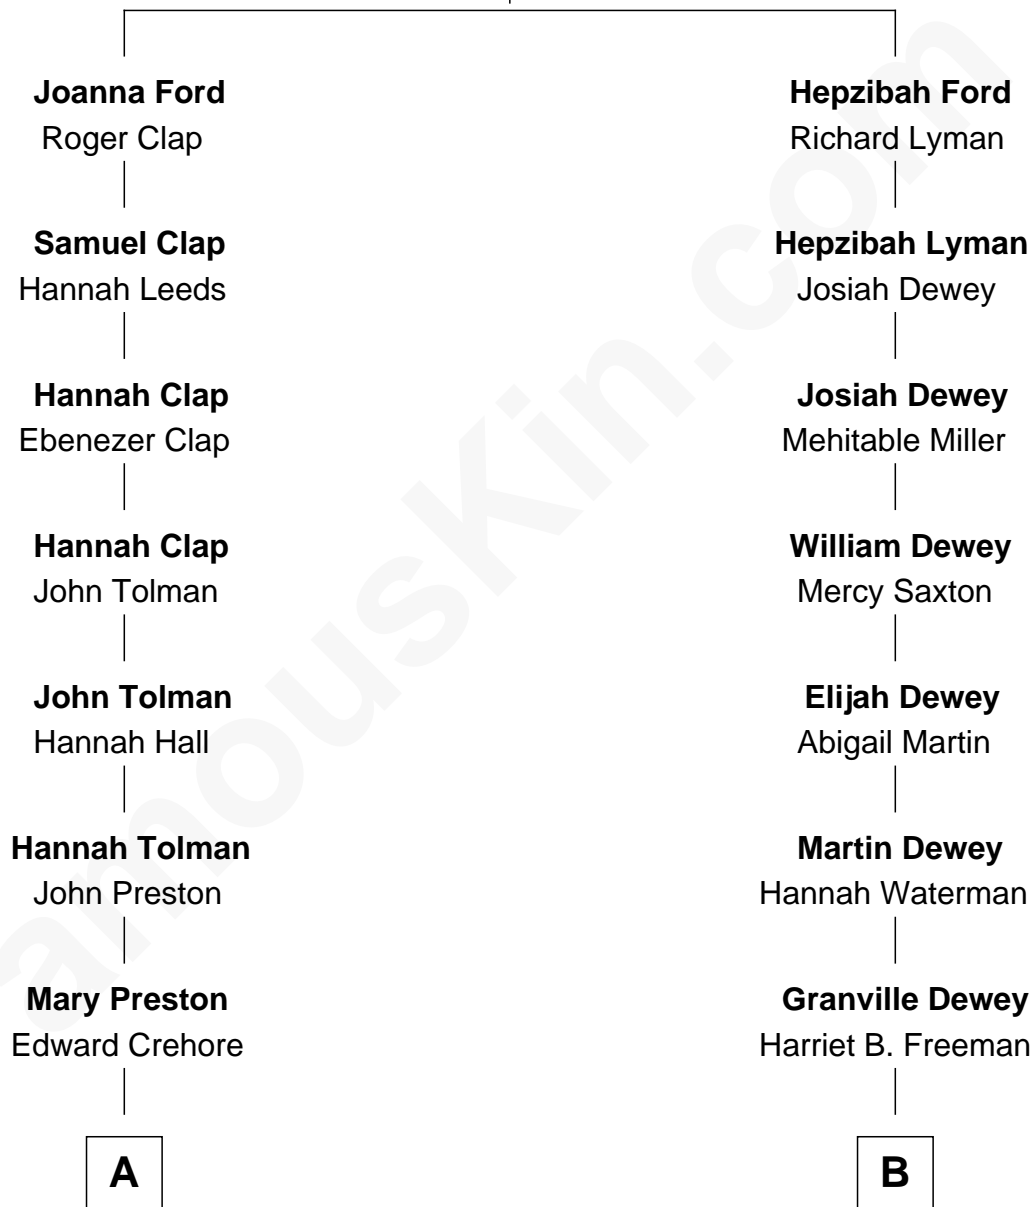 Joanna Ford
Roger Clap
Samuel Clap
Hannah Leeds
Hannah Clap
Ebenezer Clap
Hannah Clap
John Tolman
John Tolman
Hannah Hall
Hannah Tolman
John Preston
Mary Preston
Edward Crehore
A
Hepzibah Ford
Richard Lyman
Hepzibah Lyman
Josiah Dewey
Josiah Dewey
Mehitable Miller
William Dewey
Mercy Saxton
Elijah Dewey
Abigail Martin
Martin Dewey
Hannah Waterman
Granville Dewey
Harriet B. Freeman
B
amouskin.com